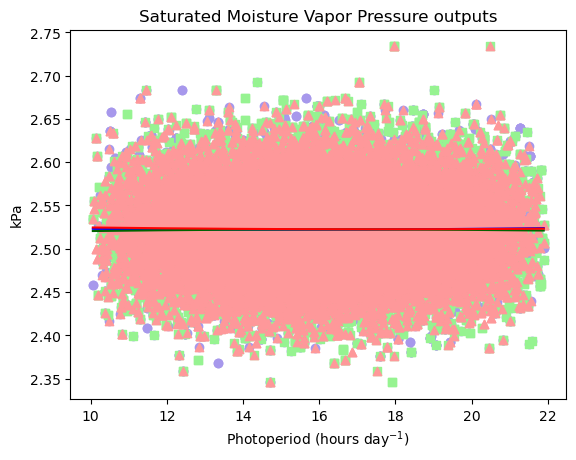 Saturated Moisture Vapor Pressure outputs
2.75
2.70
2.65
2.60
2.55
2.50
2.45
2.40
2.35
kPa
10 12 14 16 18 20 22
Photoperiod (hours day⁻¹)